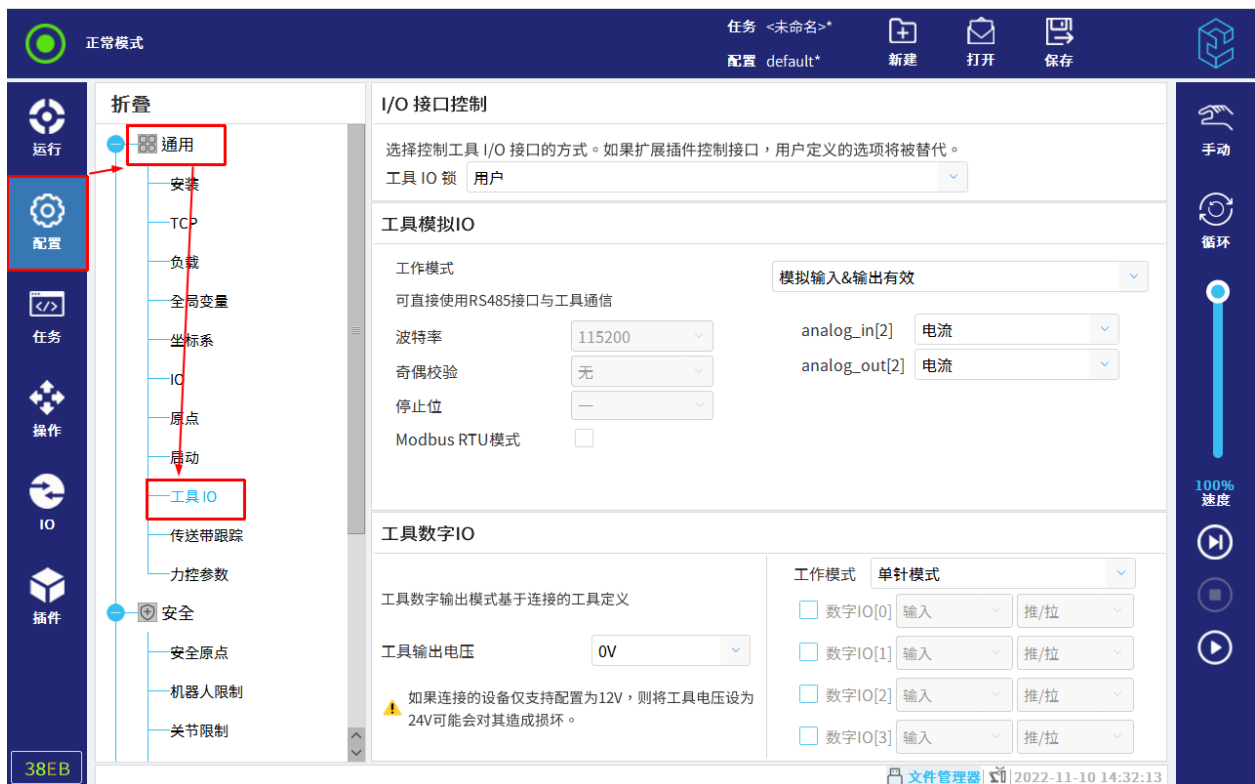 正常模式
任务 <未命名>*
配置 default*
新建
打开
保存
运行
配置
任务
操作
IO
插件
38EB
折叠
通用
安装
TCP
负载
全局变量
坐标系
IO
原点
启动
工具 IO
传送带跟踪
力控参数
安全
安全原点
机器人限制
关节限制
I/O 接口控制
选择控制工具 I/O 接口的方式。如果扩展插件控制接口，用户定义的选项将被替代。
工具 IO 锁 用户
工具模拟IO
工作模式 模拟输入&输出有效
可直接使用RS485接口与工具通信
波特率 115200
奇偶校验 无
停止位 一
Modbus RTU模式
analog_in[2] 电流
analog_out[2] 电流
工具数字IO
工具数字输出模式基于连接的工具定义
工具输出电压 0V
如果连接的设备仅支持配置为12V，则将工具电压设为
24V可能会对其造成损坏。
工作模式 单针模式
数字IO[0] 输入 推/拉
数字IO[1] 输入 推/拉
数字IO[2] 输入 推/拉
数字IO[3] 输入 推/拉
手动
循环
100%
速度
文件管理器 2022-11-10 14:32:13